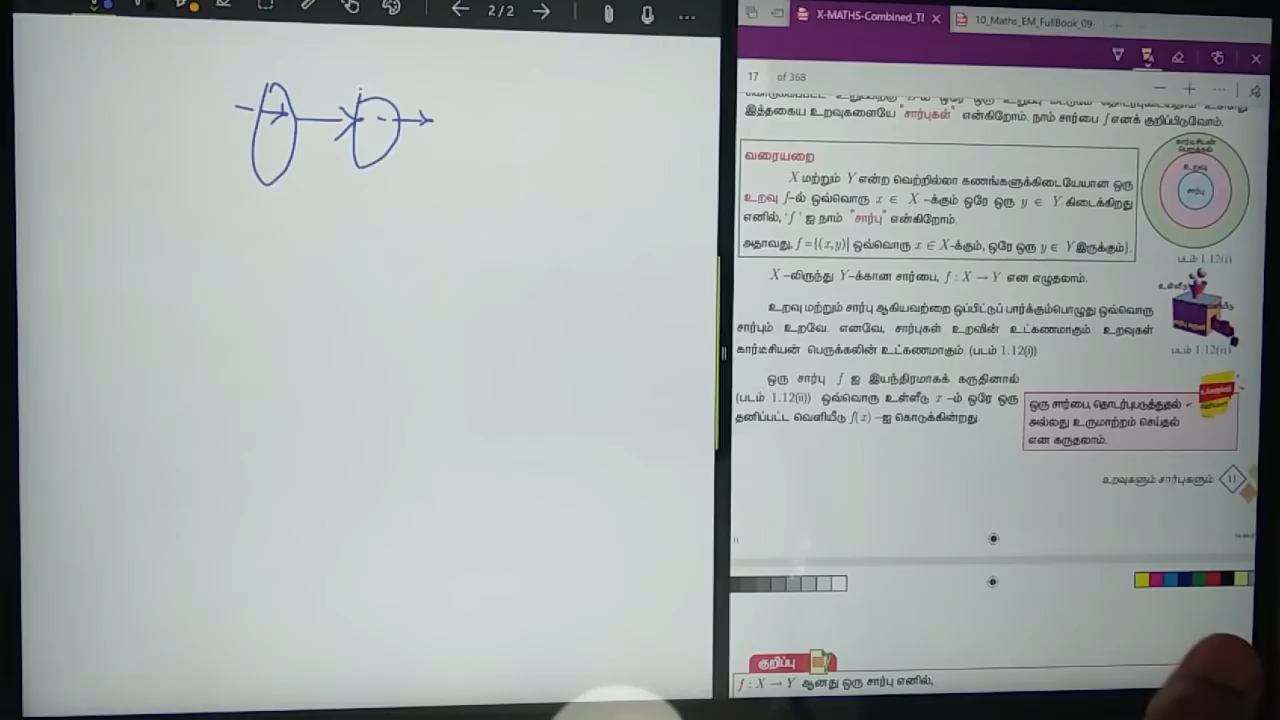 2/2
X-MATHS-Combined_TI
10_Maths_EM_FullBook_09-
17 of 368
இத்தகைய உறவுகளையே "சார்புகள்" என்கிறோம். நாம் சார்பை f எனக் குறிப்பிடுவோம்.
வரையறை
X மற்றும் Y என்ற வெற்றில்லா கணங்களுக்கிடையேயான ஒரு
உறவு f-ல் ஒவ்வொரு x ∈ X -க்கும் ஒரே ஒரு y ∈ Y கிடைக்கிறது
எனில், 'f' ஐ நாம் "சார்பு" என்கிறோம்.
அதாவது, f = {(x,y)| ஒவ்வொரு x ∈ X-க்கும், ஒரே ஒரு y ∈ Y இருக்கும்}.
கார்டீசியன்
பெருக்கல்
உறவு
சார்பு
படம் 1.12(i)
X -லிருந்து Y-க்கான சார்பை, f : X → Y என எழுதலாம்.
உறவு மற்றும் சார்பு ஆகியவற்றை ஒப்பிட்டுப் பார்க்கும்பொழுது ஒவ்வொரு
சார்பும் உறவே. எனவே, சார்புகள் உறவின் உட்கணமாகும் உறவுகள்
கார்டீசியன் பெருக்கலின் உட்கணமாகும். (படம் 1.12(i))
உள்ளீடு
படம் 1.12(ii)
ஒரு சார்பு f ஐ இயந்திரமாகக் கருதினால்
(படம் 1.12(ii)) ஒவ்வொரு உள்ளீடு x -ம் ஒரே ஒரு
தனிப்பட்ட வெளியீடு f(x) -ஐ கொடுக்கின்றது.
ஒரு சார்பை, தொடர்புபடுத்துதல்
அல்லது உருமாற்றம் செய்தல்
என கருதலாம்.
உறவுகளும் சார்புகளும் 11
11
குறிப்பு
f : X → Y ஆனது ஒரு சார்பு எனில்,